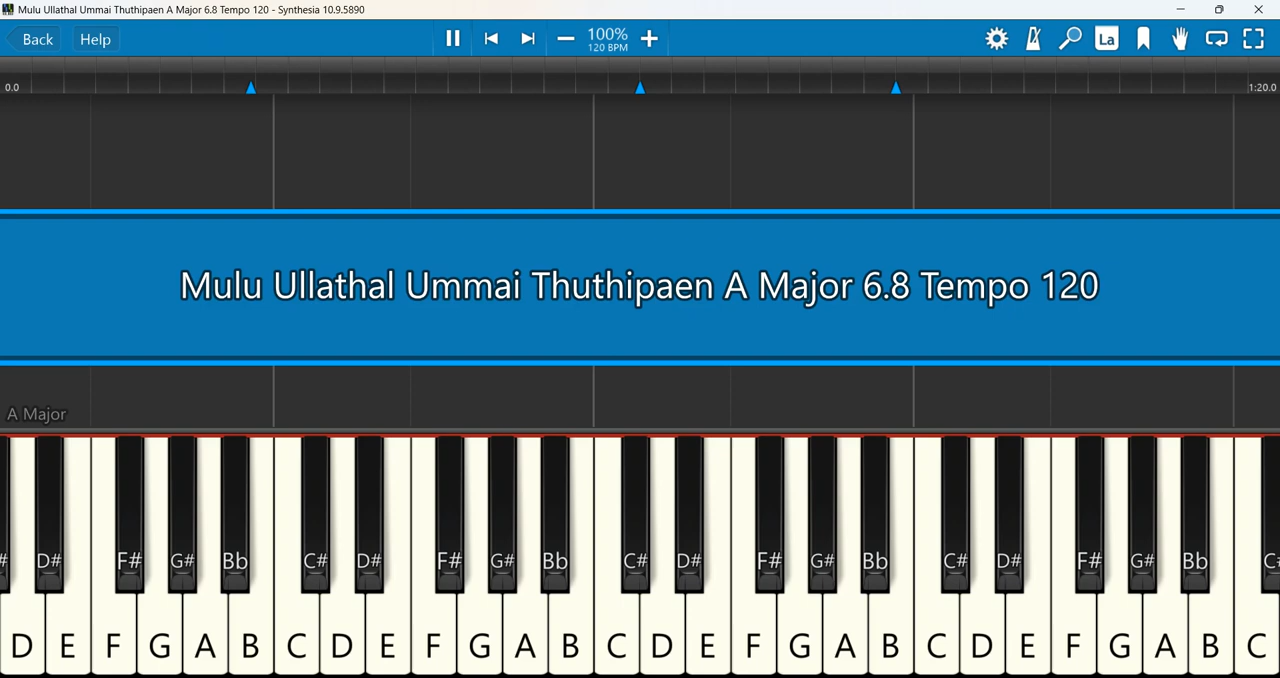 Mulu Ullathal Ummai Thuthipaen A Major 6.8 Tempo 120 - Synthesia 10.9.5890
Back Help 100% La
120 BPM
0.0 1:20.0
Mulu Ullathal Ummai Thuthipaen A Major 6.8 Tempo 120
A Major
# D# F# G# Bb C# D# F# G# Bb C# D# F# G# Bb C# D# F# G# Bb C#
D E F G A B C D E F G A B C D E F G A B C D E F G A B C